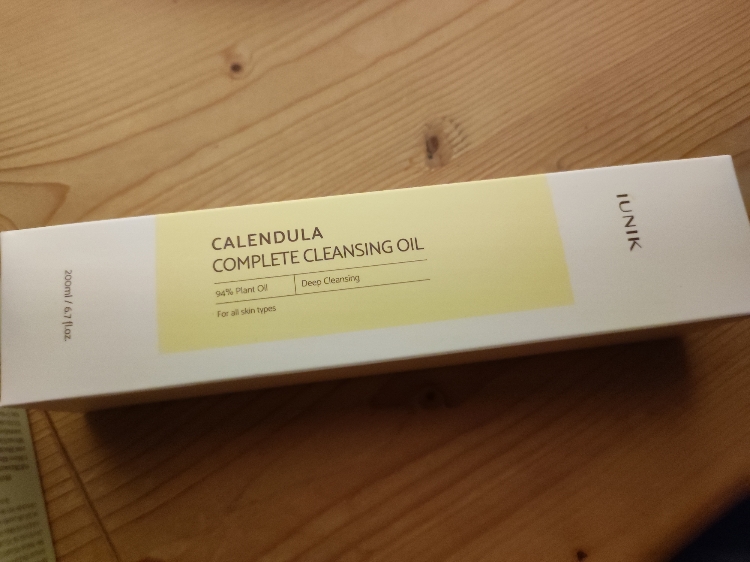 CALENDULA
COMPLETE CLEANSING OIL
94% Plant Oil
Deep Cleansing
For all skin types
200ml / 6.7 fl.oz.
IUNIK